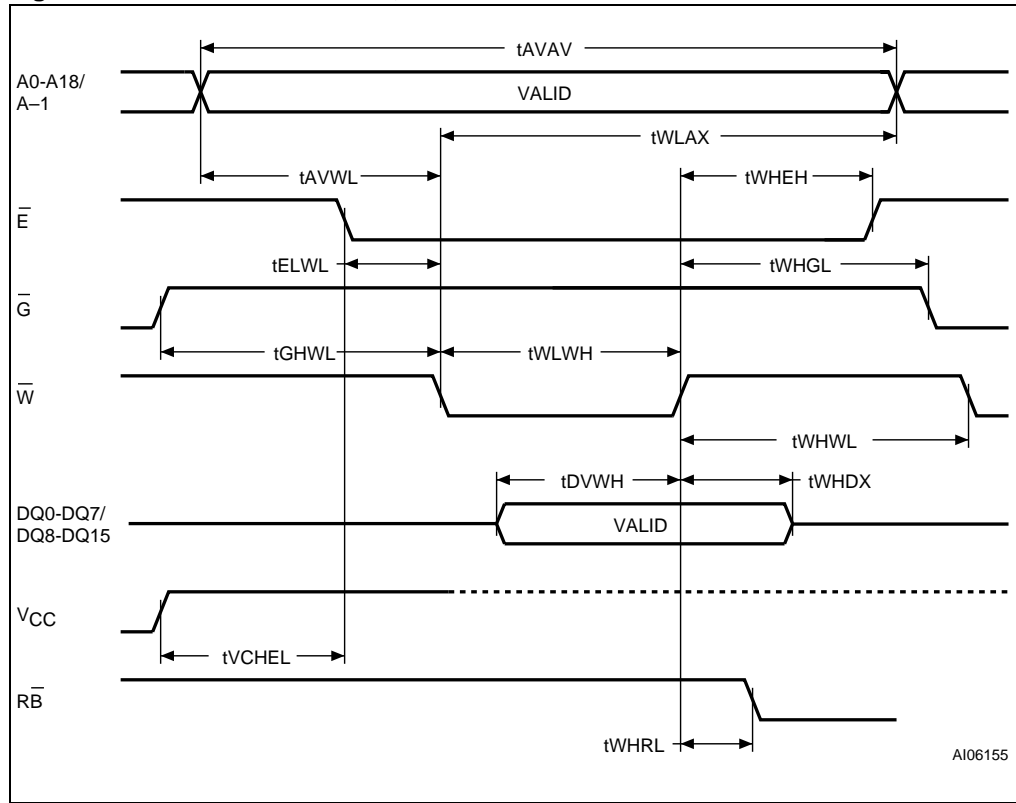 tAVAV
A0-A18/
A–1
VALID
tWLAX
tAVWL
tWHEH
E̅
tELWL
tWHGL
G̅
tGHWL
tWLWH
W̅
tWHWL
tDVWH
tWHDX
DQ0-DQ7/
DQ8-DQ15
VALID
VCC
tVCHEL
RB̅
tWHRL
AI06155